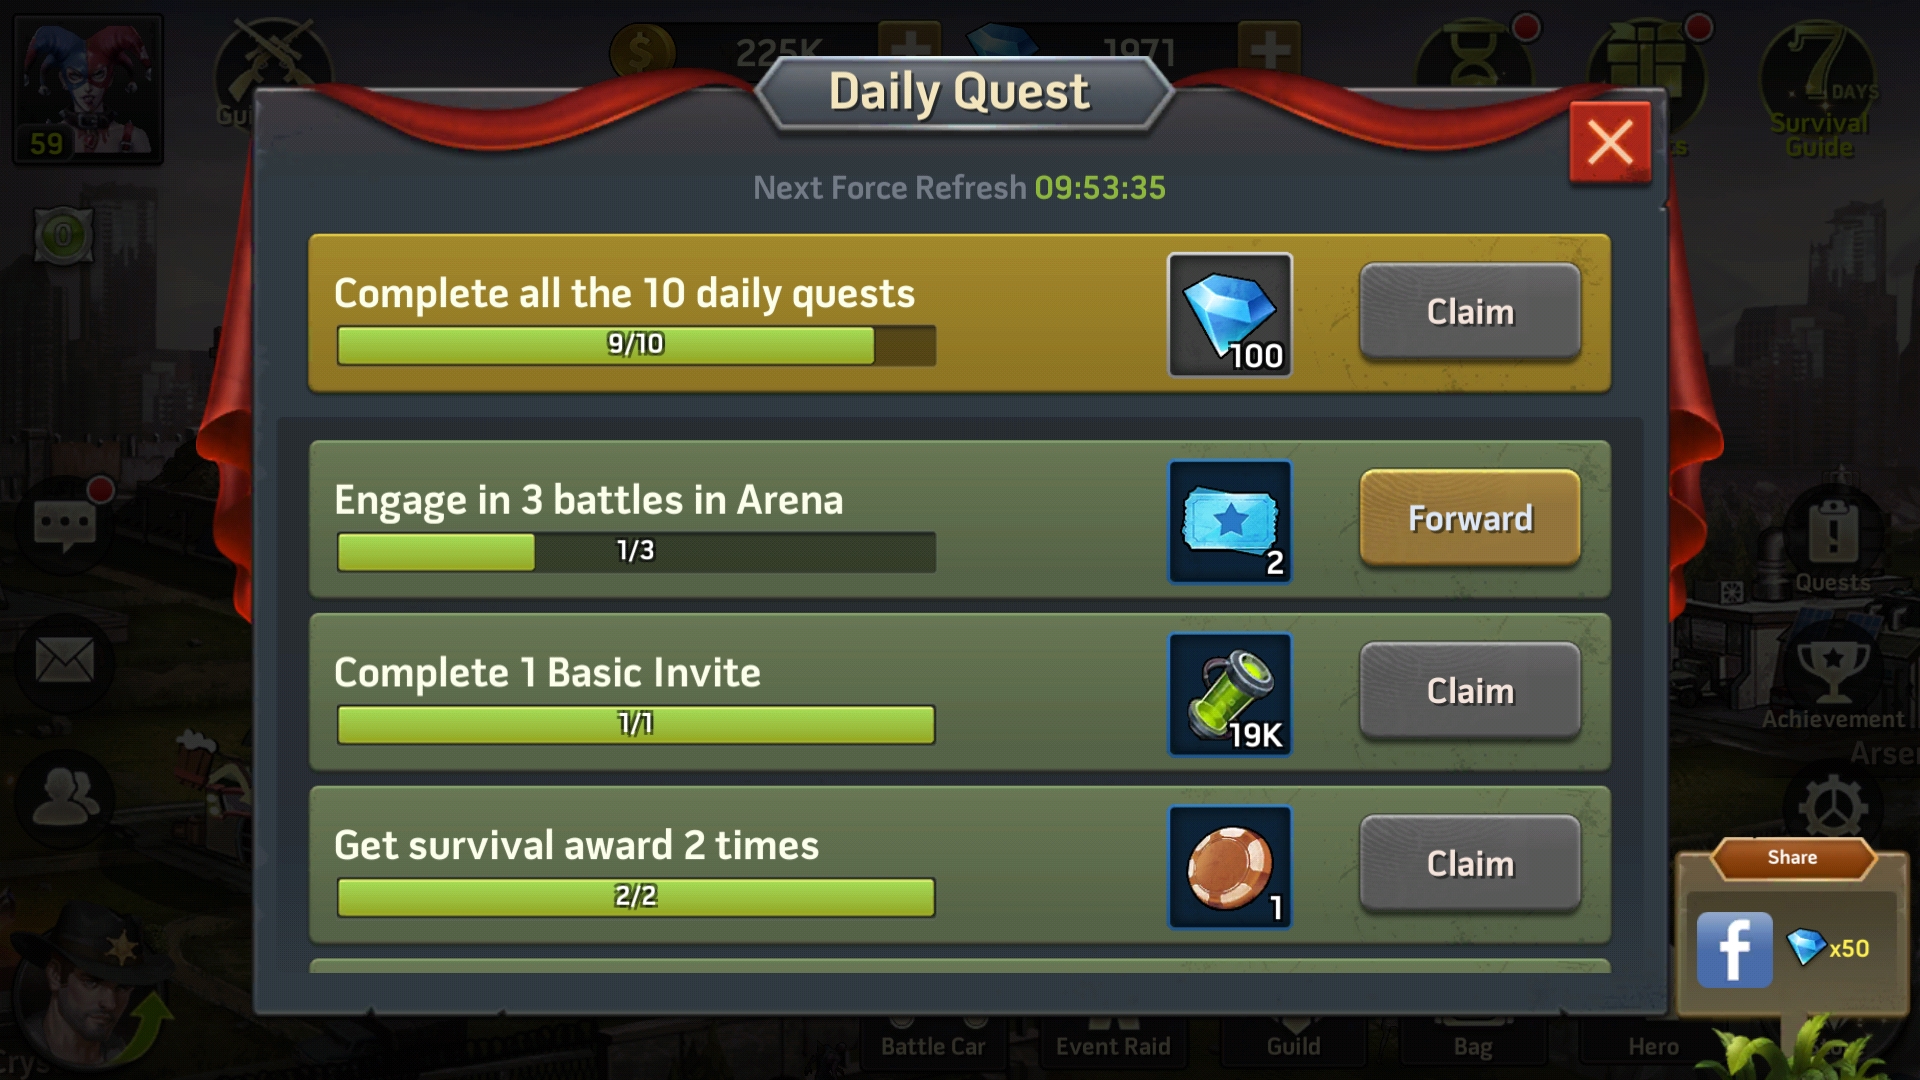 225K
1971
59
0
7
DAYS
Survival
Guide
Daily Quest
Next Force Refresh 09:53:35
Complete all the 10 daily quests
9/10
100
Claim
Engage in 3 battles in Arena
1/3
2
Forward
Complete 1 Basic Invite
1/1
19K
Claim
Get survival award 2 times
2/2
1
Claim
Quests
Achievement
Share
f
x50
Battle Car
Event Raid
Guild
Bag
Hero